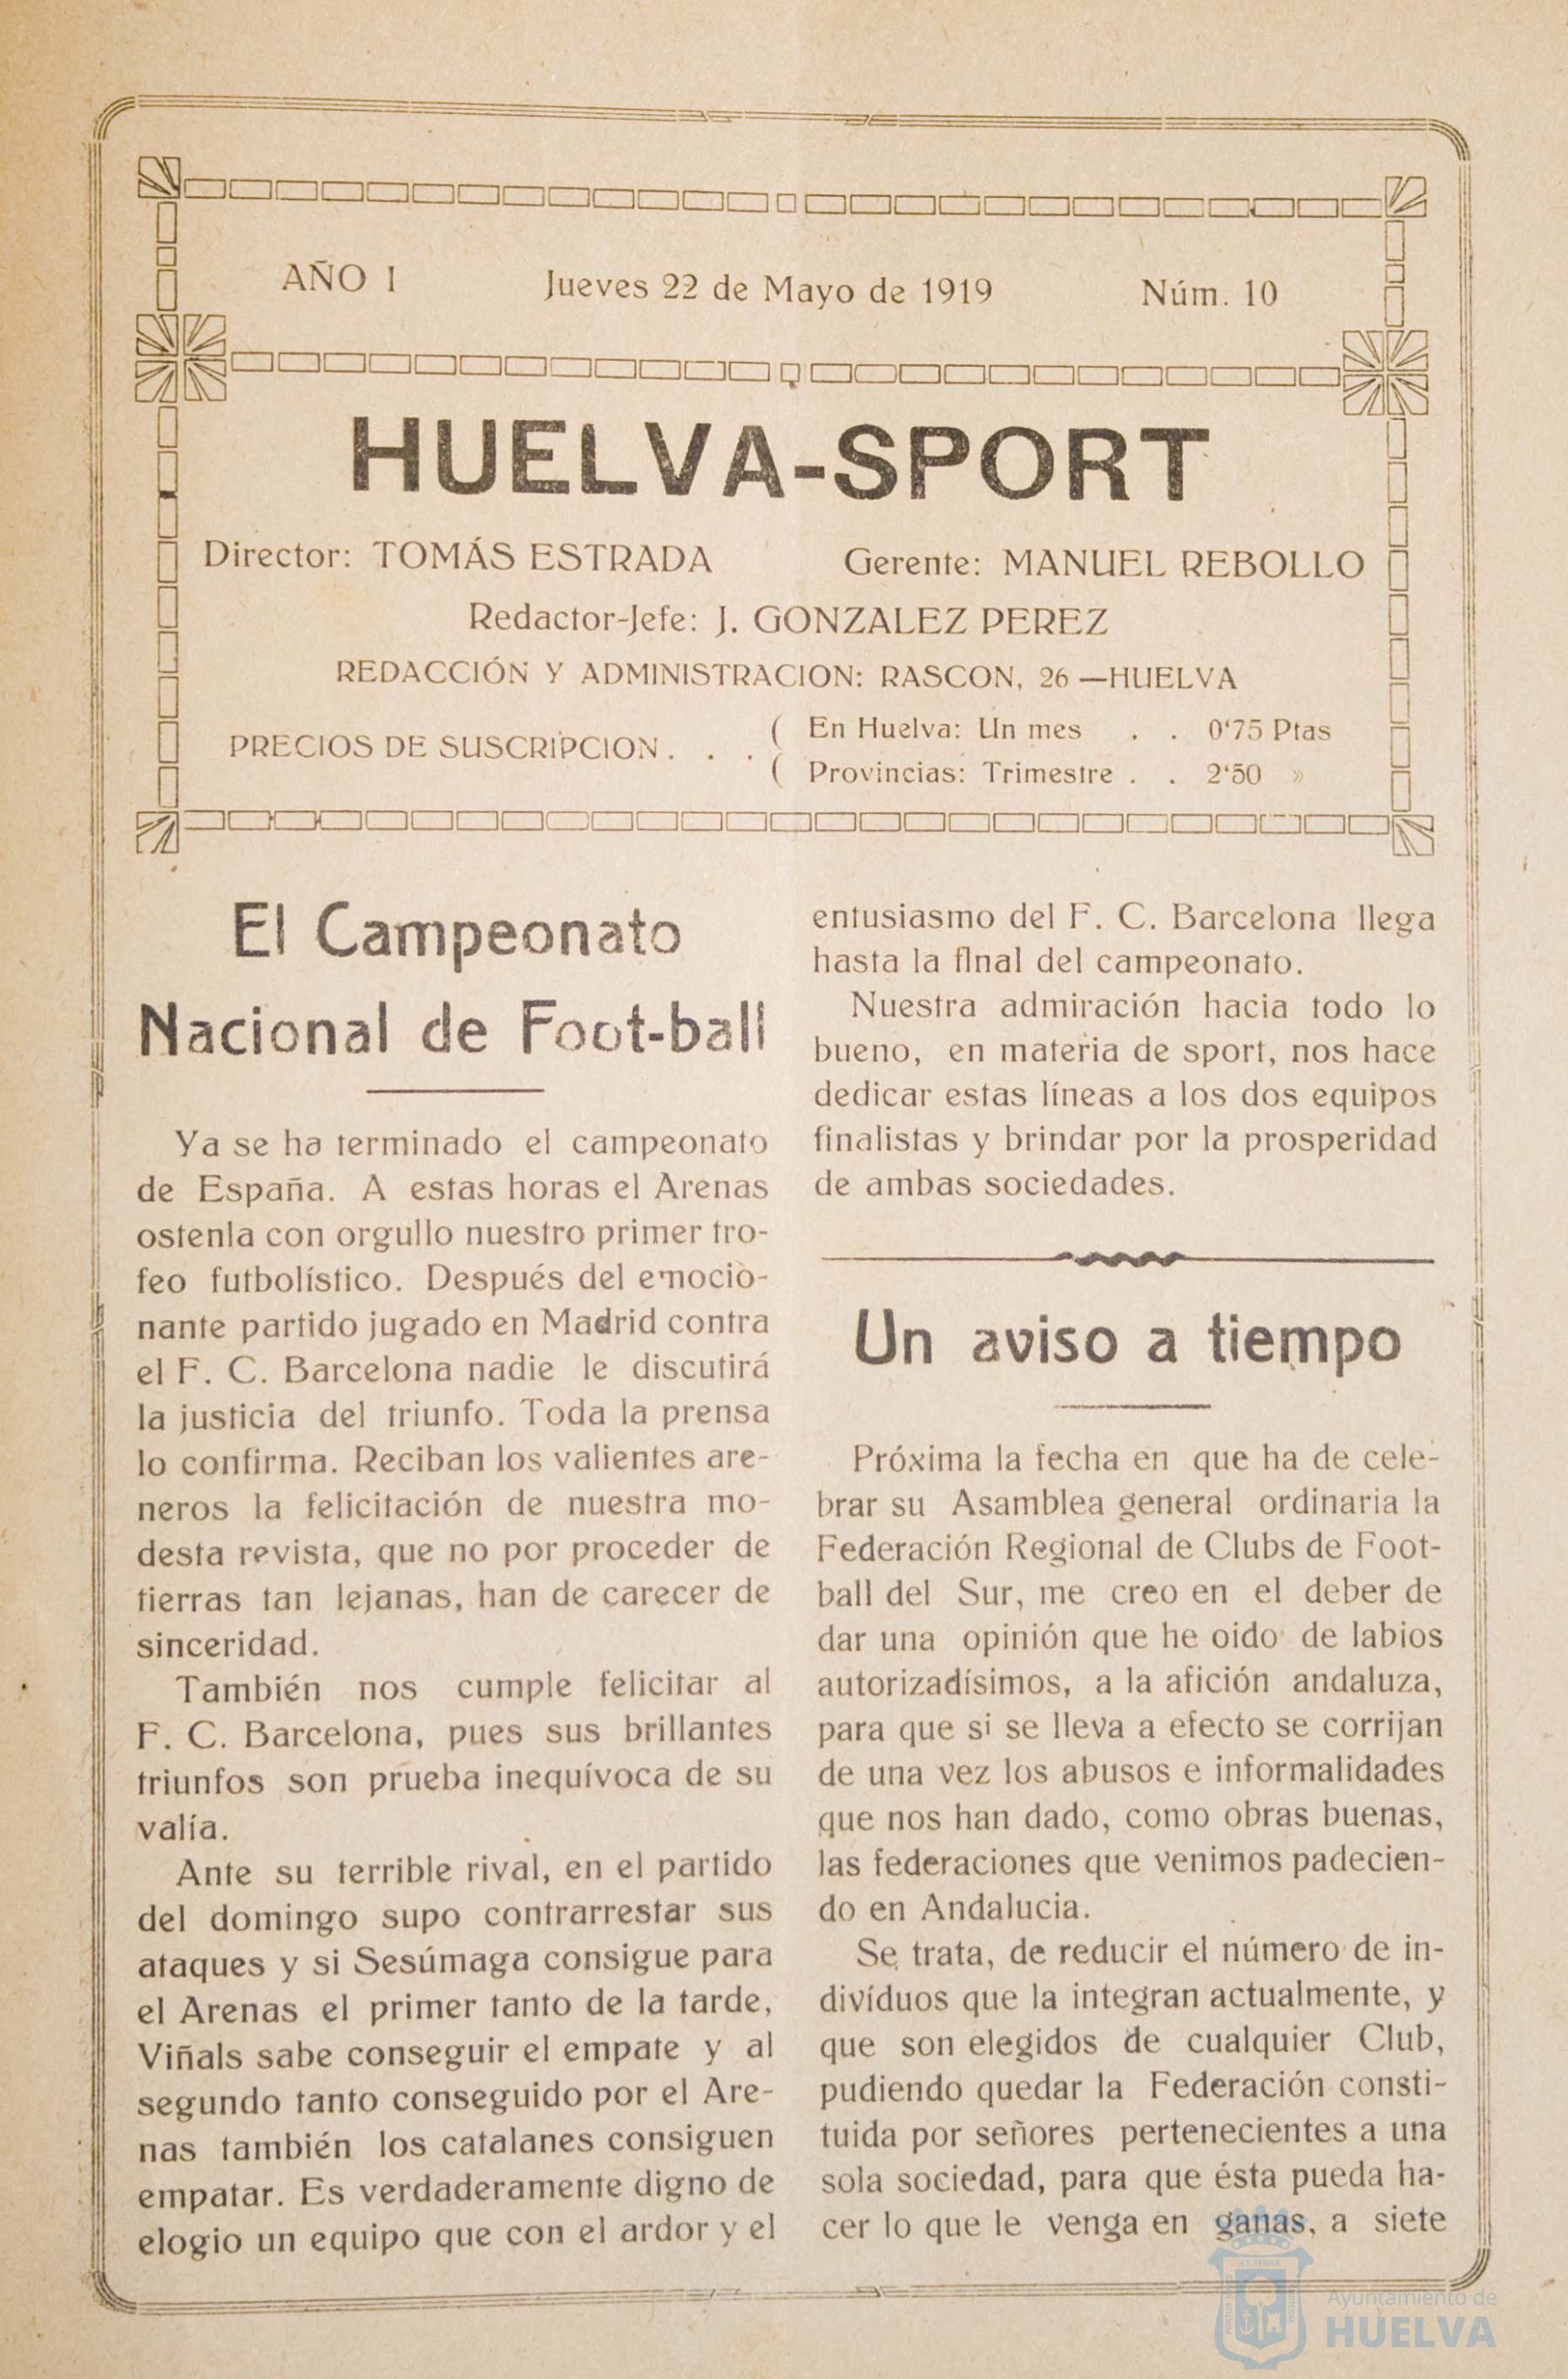 AÑO I Jueves 22 de Mayo de 1919 Núm. 10
HUELVA-SPORT
Director: TOMÁS ESTRADA Gerente: MANUEL REBOLLO
Redactor-Jefe: J. GONZALEZ PEREZ
REDACCIÓN Y ADMINISTRACION: RASCON, 26 —HUELVA
PRECIOS DE SUSCRIPCION . . . ( En Huelva: Un mes . . 0‘75 Ptas
( Provincias: Trimestre . . 2‘50 »
El Campeonato
Nacional de Foot-ball
Ya se ha terminado el campeonato
de España. A estas horas el Arenas
ostenla con orgullo nuestro primer tro-
feo futbolístico. Después del emocio-
nante partido jugado en Madrid contra
el F. C. Barcelona nadie le discutirá
la justicia del triunfo. Toda la prensa
lo confirma. Reciban los valientes are-
neros la felicitación de nuestra mo-
desta revista, que no por proceder de
tierras tan lejanas, han de carecer de
sinceridad.
También nos cumple felicitar al
F. C. Barcelona, pues sus brillantes
triunfos son prueba inequívoca de su
valía.
Ante su terrible rival, en el partido
del domingo supo contrarrestar sus
ataques y si Sesúmaga consigue para
el Arenas el primer tanto de la tarde,
Viñals sabe conseguir el empate y al
segundo tanto conseguido por el Are-
nas también los catalanes consiguen
empatar. Es verdaderamente digno de
elogio un equipo que con el ardor y el
entusiasmo del F. C. Barcelona llega
hasta la flnal del campeonato.
Nuestra admiración hacia todo lo
bueno, en materia de sport, nos hace
dedicar estas líneas a los dos equipos
finalistas y brindar por la prosperidad
de ambas sociedades.
Un aviso a tiempo
Próxima la fecha en que ha de cele-
brar su Asamblea general ordinaria la
Federación Regional de Clubs de Foot-
ball del Sur, me creo en el deber de
dar una opinión que he oido de labios
autorizadísimos, a la afición andaluza,
para que si se lleva a efecto se corrijan
de una vez los abusos e informalidades
que nos han dado, como obras buenas,
las federaciones que venimos padecien-
do en Andalucia.
Se trata, de reducir el número de in-
divíduos que la integran actualmente, y
que son elegidos de cualquier Club,
pudiendo quedar la Federación consti-
tuida por señores pertenecientes a una
sola sociedad, para que ésta pueda ha-
cer lo que le venga en ganas, a siete
Ayuntamiento de
HUELVA